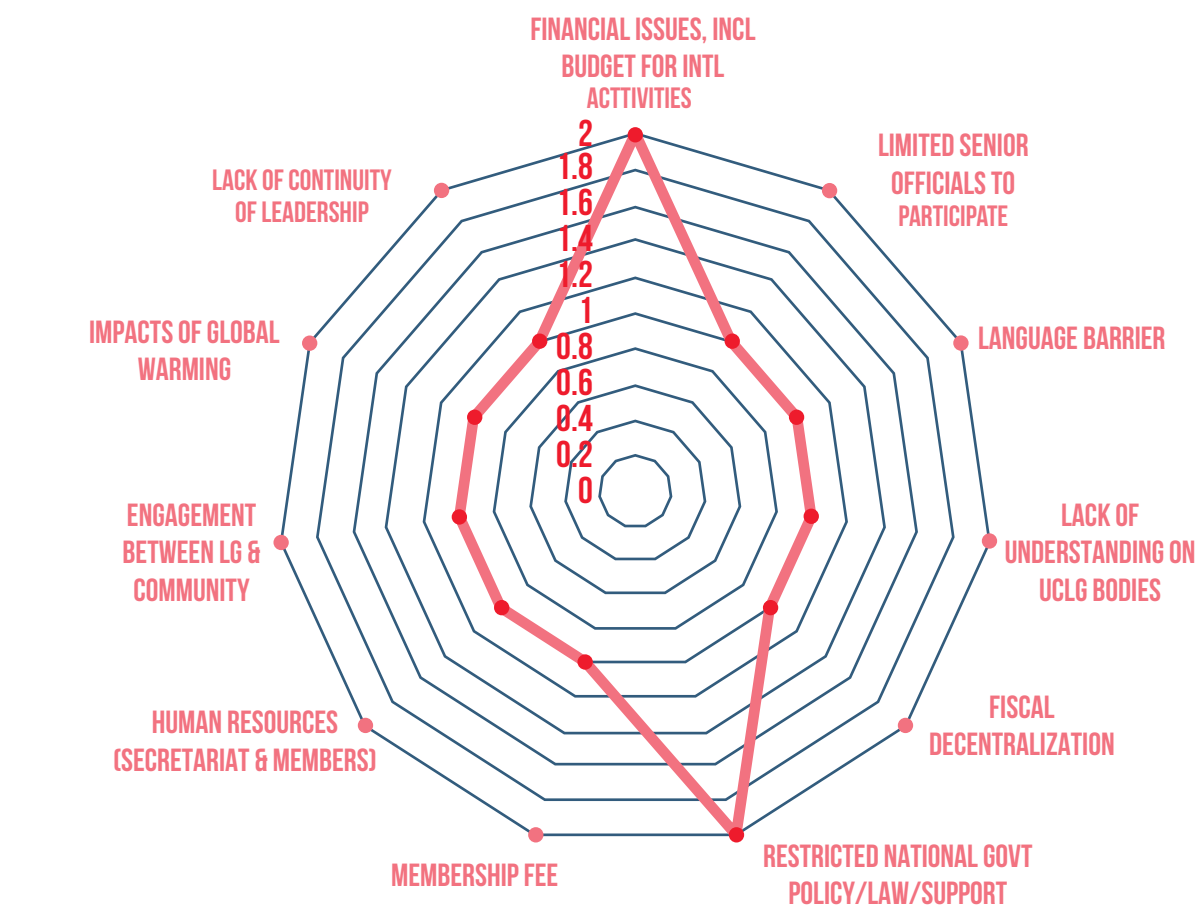 FINANCIAL ISSUES, INCL
BUDGET FOR INTL
ACTTIVITIES
LIMITED SENIOR
OFFICIALS TO
PARTICIPATE
LANGUAGE BARRIER
LACK OF
UNDERSTANDING ON
UCLG BODIES
FISCAL
DECENTRALIZATION
RESTRICTED NATIONAL GOVT
POLICY/LAW/SUPPORT
MEMBERSHIP FEE
HUMAN RESOURCES
(SECRETARIAT & MEMBERS)
ENGAGEMENT
BETWEEN LG &
COMMUNITY
IMPACTS OF GLOBAL
WARMING
LACK OF CONTINUITY
OF LEADERSHIP
2
1.8
1.6
1.4
1.2
1
0.8
0.6
0.4
0.2
0